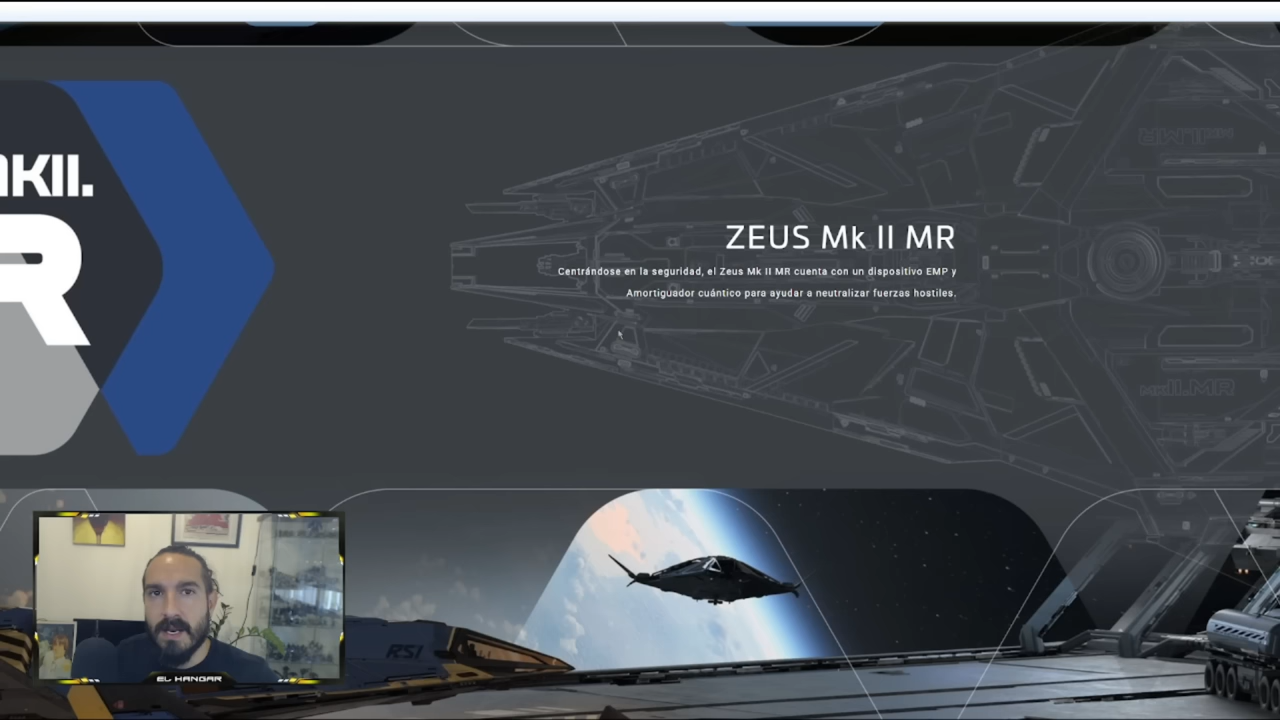 MKII.
R
ZEUS Mk II MR
Centrándose en la seguridad, el Zeus Mk II MR cuenta con un dispositivo EMP y
Amortiguador cuántico para ayudar a neutralizar fuerzas hostiles.
MKII.MR
RSI
EL HANGAR